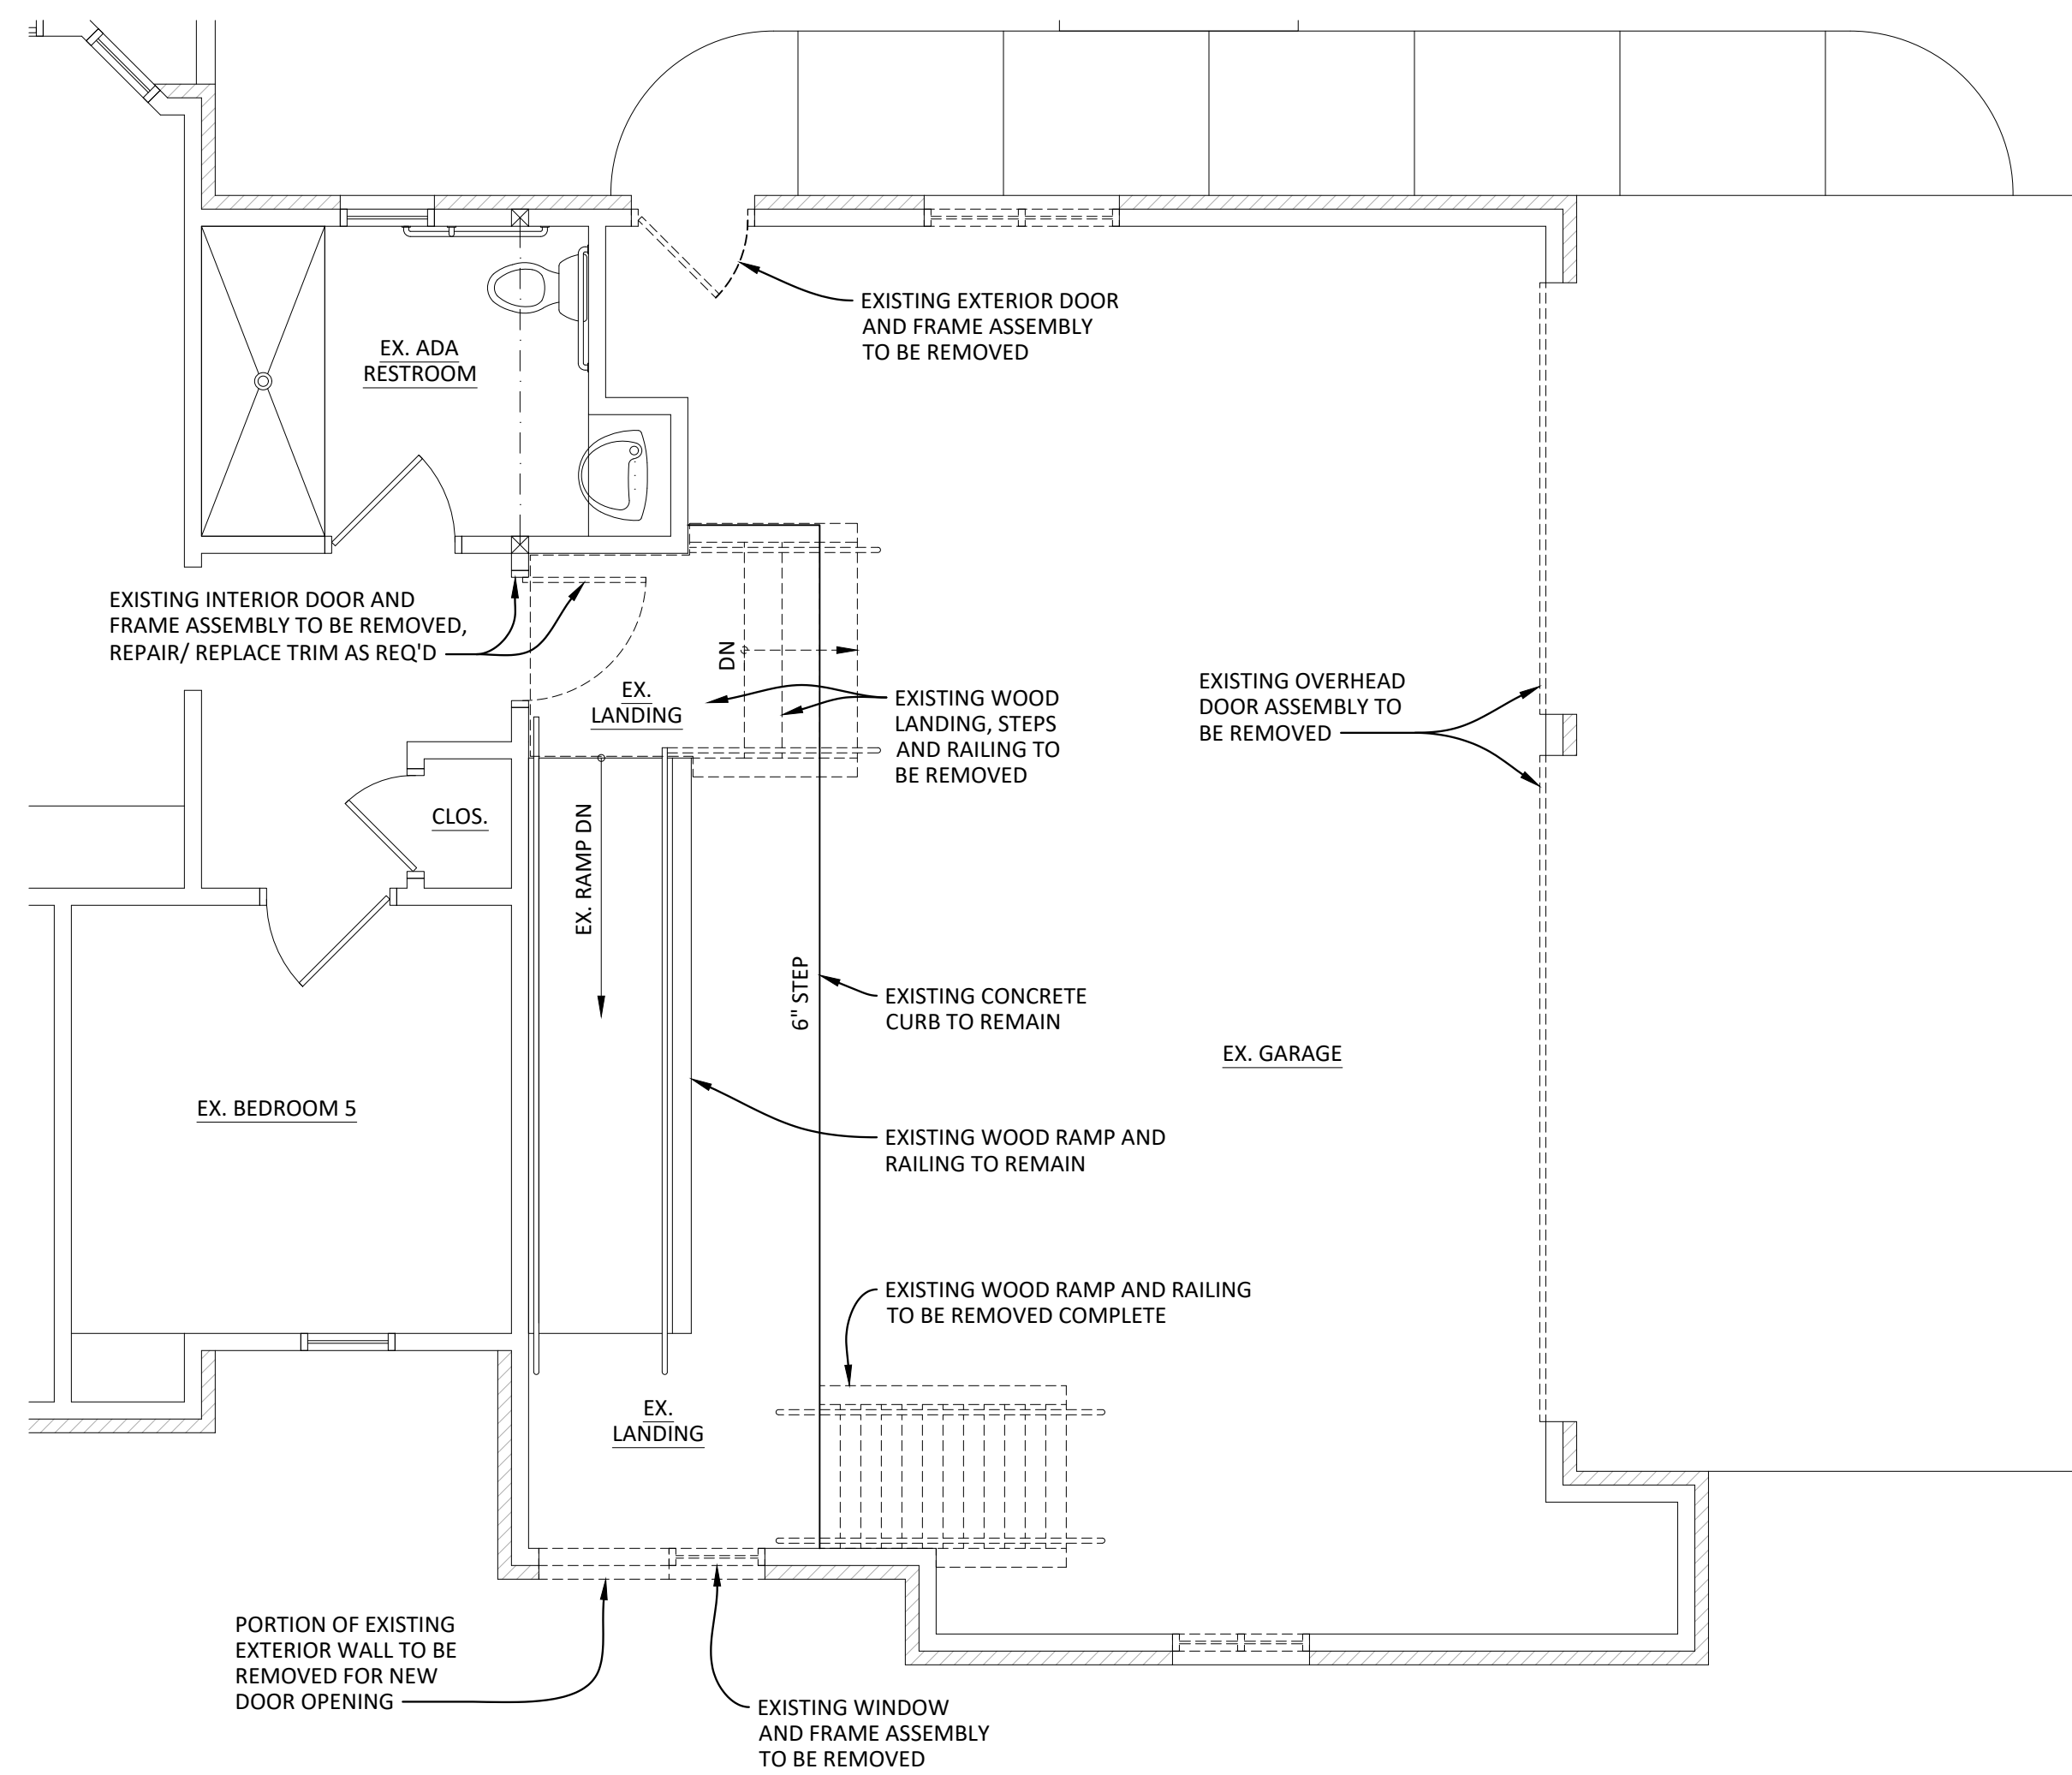 EXISTING EXTERIOR DOOR
AND FRAME ASSEMBLY
TO BE REMOVED
EX. ADA
RESTROOM
EXISTING INTERIOR DOOR AND
FRAME ASSEMBLY TO BE REMOVED,
REPAIR/ REPLACE TRIM AS REQ'D
DN
EX.
LANDING
EXISTING WOOD
LANDING, STEPS
AND RAILING TO
BE REMOVED
EXISTING OVERHEAD
DOOR ASSEMBLY TO
BE REMOVED
CLOS.
EX. RAMP DN
6" STEP
EXISTING CONCRETE
CURB TO REMAIN
EX. GARAGE
EX. BEDROOM 5
EXISTING WOOD RAMP AND
RAILING TO REMAIN
EXISTING WOOD RAMP AND RAILING
TO BE REMOVED COMPLETE
EX.
LANDING
PORTION OF EXISTING
EXTERIOR WALL TO BE
REMOVED FOR NEW
DOOR OPENING
EXISTING WINDOW
AND FRAME ASSEMBLY
TO BE REMOVED